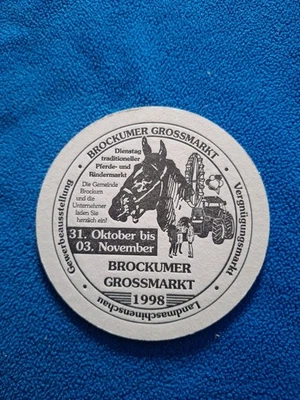 · BROCKUMER GROSSMARKT ·
Gewerbeausstellung
Vergnügungsmarkt
Landmaschinenschau
Dienstag
traditioneller
Pferde- und
Rindermarkt
Die Gemeinde
Brockum
und die
Unternehmer
laden Sie
herzlich ein!
31. Oktober bis
03. November
BROCKUMER
GROSSMARKT
1998